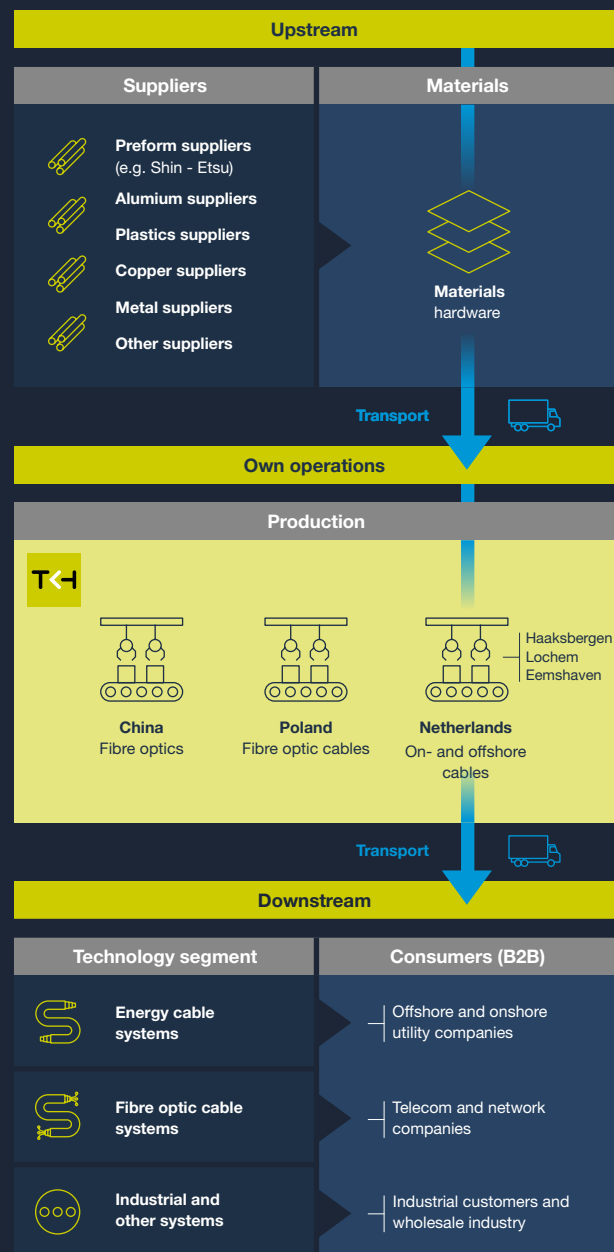 Upstream
Suppliers
Materials
Preform suppliers
(e.g. Shin - Etsu)
Alumium suppliers
Plastics suppliers
Copper suppliers
Metal suppliers
Other suppliers
Materials
hardware
Transport
Own operations
Production
TKH
Haaksbergen
Lochem
Eemshaven
China
Fibre optics
Poland
Fibre optic cables
Netherlands
On- and offshore
cables
Transport
Downstream
Technology segment
Consumers (B2B)
Energy cable
systems
Offshore and onshore
utility companies
Fibre optic cable
systems
Telecom and network
companies
Industrial and
other systems
Industrial customers and
wholesale industry